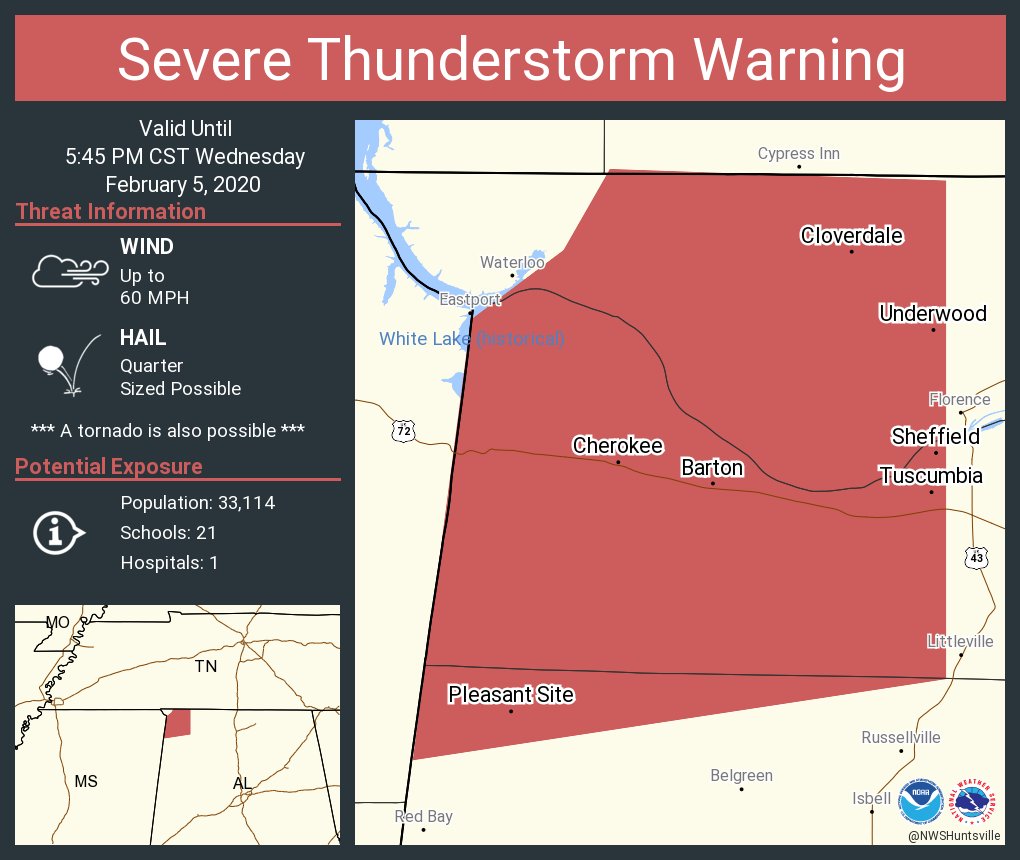 Severe Thunderstorm Warning
Valid Until
5:45 PM CST Wednesday
February 5, 2020
Threat Information
WIND
Up to
60 MPH
HAIL
Quarter
Sized Possible
*** A tornado is also possible ***
Potential Exposure
Population: 33,114
Schools: 21
Hospitals: 1
MO
TN
MS
AL
Cypress Inn
Cloverdale
Waterloo
Eastport
Underwood
White Lake (historical)
Florence
72
Sheffield
Cherokee
Barton
Tuscumbia
43
Littleville
Pleasant Site
Russellville
Belgreen
Isbell
Red Bay
NOAA
NATIONAL WEATHER SERVICE
@NWSHuntsville